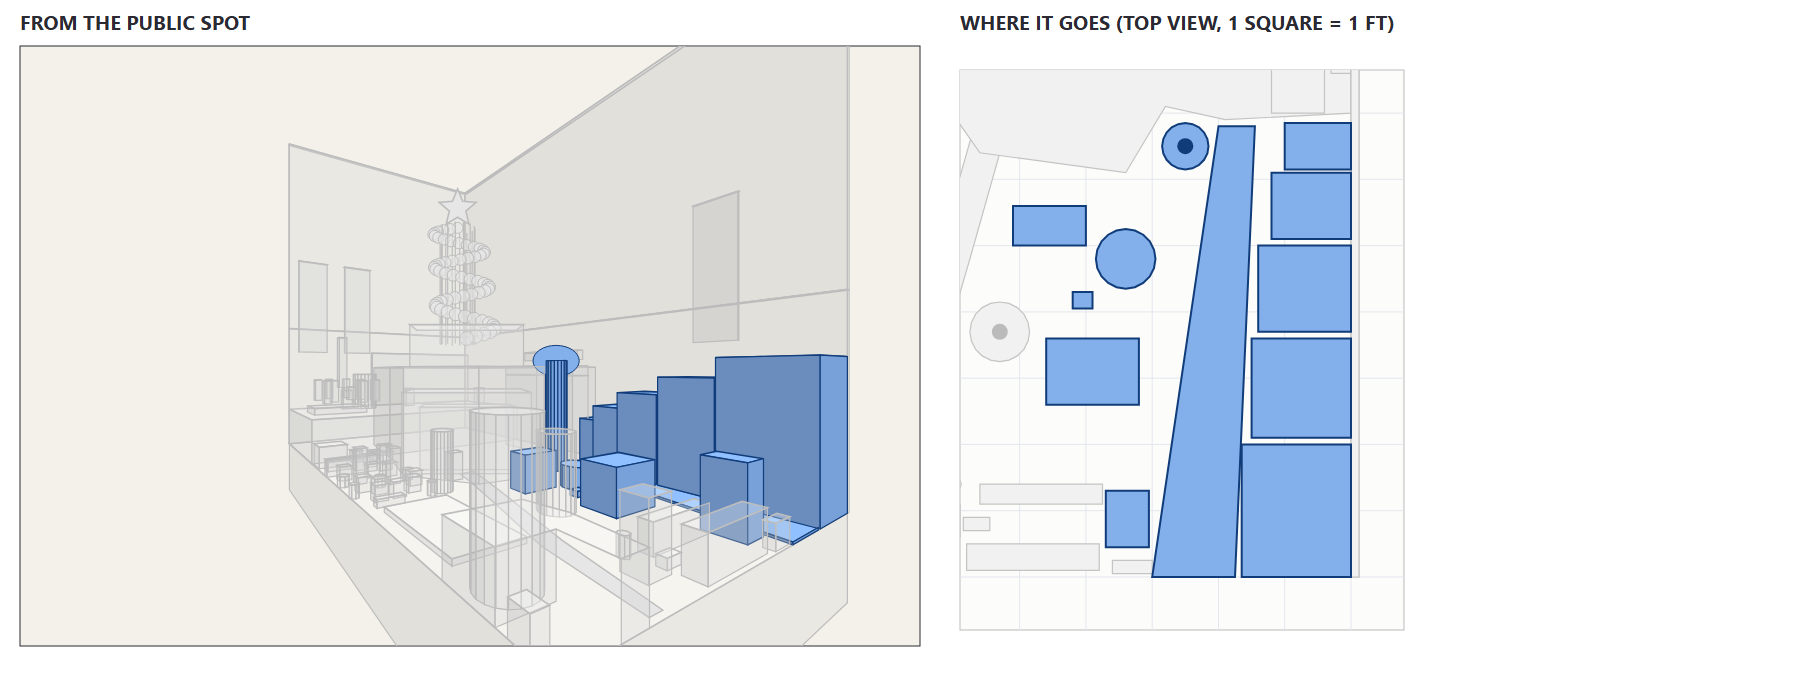 FROM THE PUBLIC SPOT
WHERE IT GOES (TOP VIEW, 1 SQUARE = 1 FT)